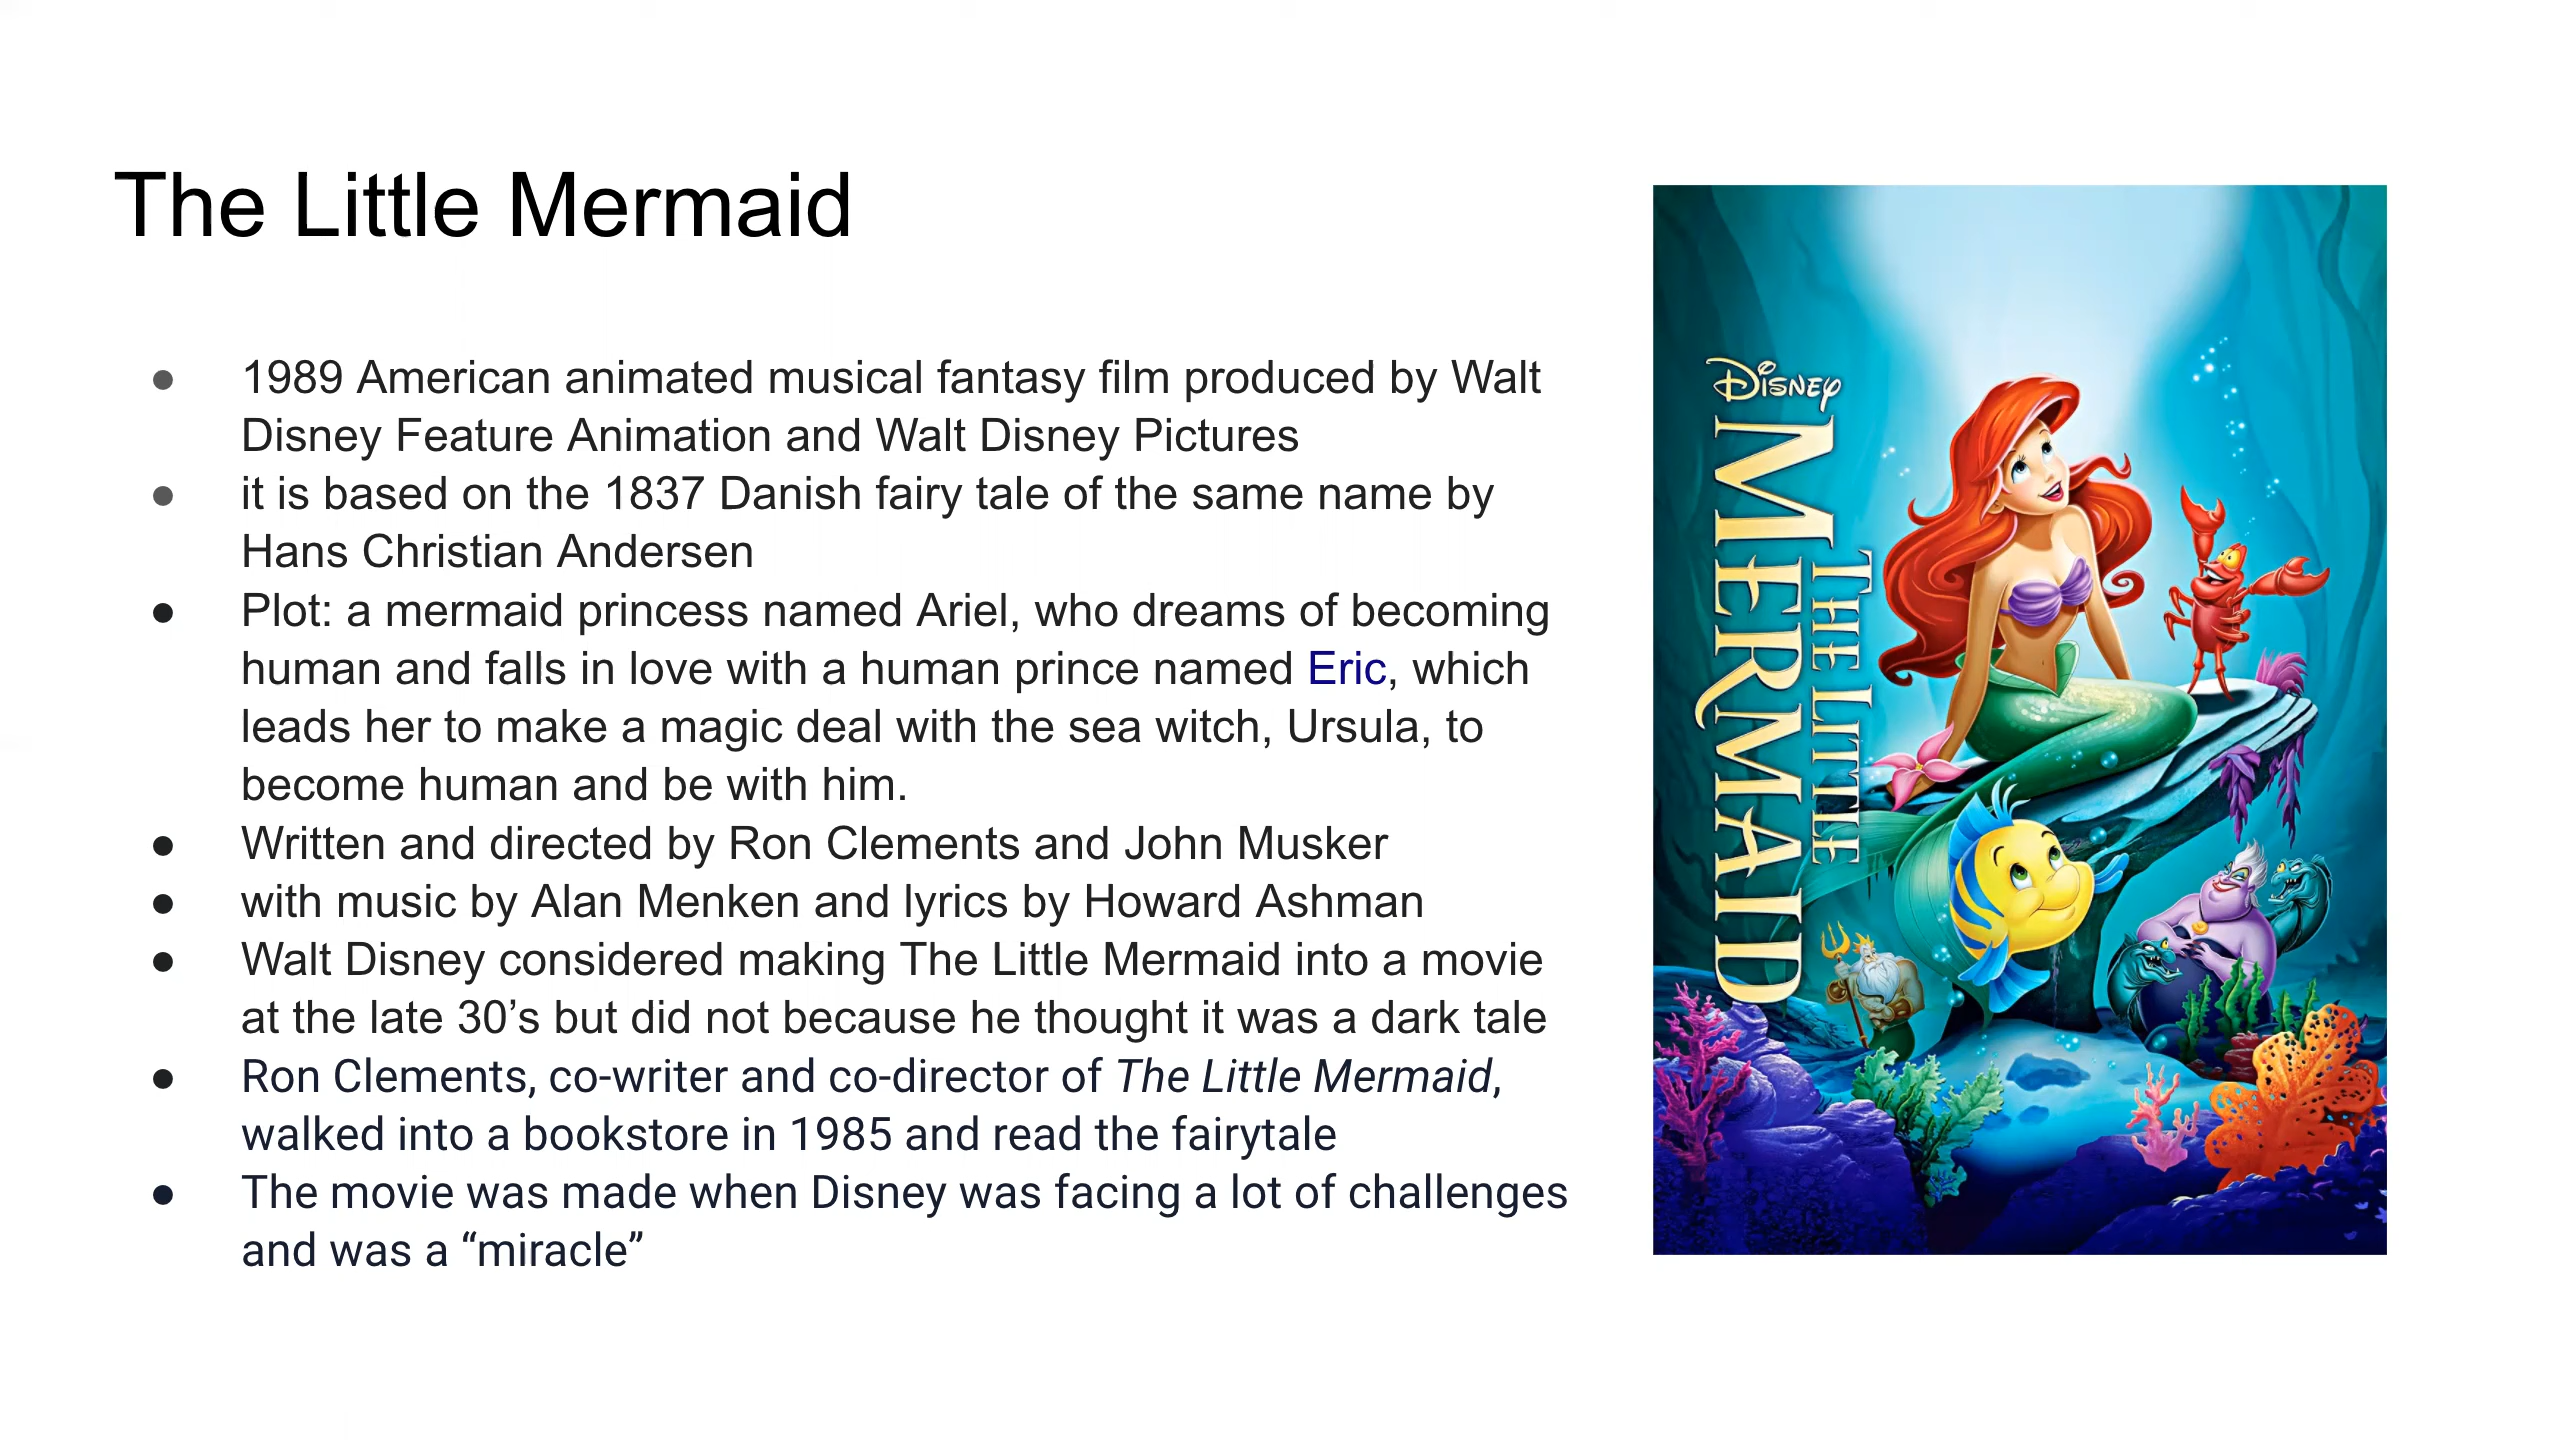 The Little Mermaid
● 1989 American animated musical fantasy film produced by Walt
Disney Feature Animation and Walt Disney Pictures
● it is based on the 1837 Danish fairy tale of the same name by
Hans Christian Andersen
● Plot: a mermaid princess named Ariel, who dreams of becoming
human and falls in love with a human prince named Eric, which
leads her to make a magic deal with the sea witch, Ursula, to
become human and be with him.
● Written and directed by Ron Clements and John Musker
● with music by Alan Menken and lyrics by Howard Ashman
● Walt Disney considered making The Little Mermaid into a movie
at the late 30’s but did not because he thought it was a dark tale
● Ron Clements, co-writer and co-director of The Little Mermaid,
walked into a bookstore in 1985 and read the fairytale
● The movie was made when Disney was facing a lot of challenges
and was a “miracle”
Disney
THE LITTLE
MERMAID